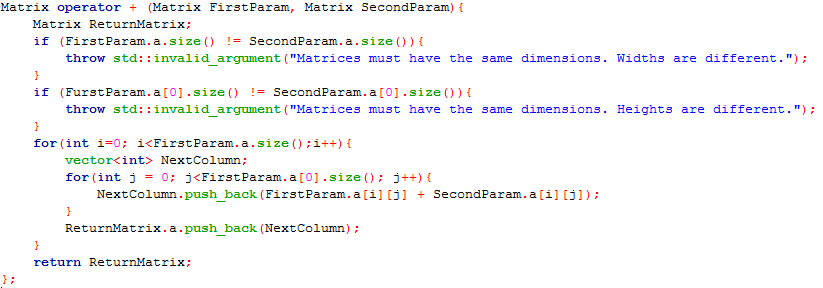 Matrix operator + (Matrix FirstParam, Matrix SecondParam){
    Matrix ReturnMatrix;
    if (FirstParam.a.size() != SecondParam.a.size()){
        throw std::invalid_argument("Matrices must have the same dimensions. Widths are different.");
    }
    if (FurstParam.a[0].size() != SecondParam.a[0].size()){
        throw std::invalid_argument("Matrices must have the same dimensions. Heights are different.");
    }
    for(int i=0; i<FirstParam.a.size();i++){
        vector<int> NextColumn;
        for(int j = 0; j<FirstParam.a[0].size(); j++){
            NextColumn.push_back(FirstParam.a[i][j] + SecondParam.a[i][j]);
        }
        ReturnMatrix.a.push_back(NextColumn);
    }
    return ReturnMatrix;
};